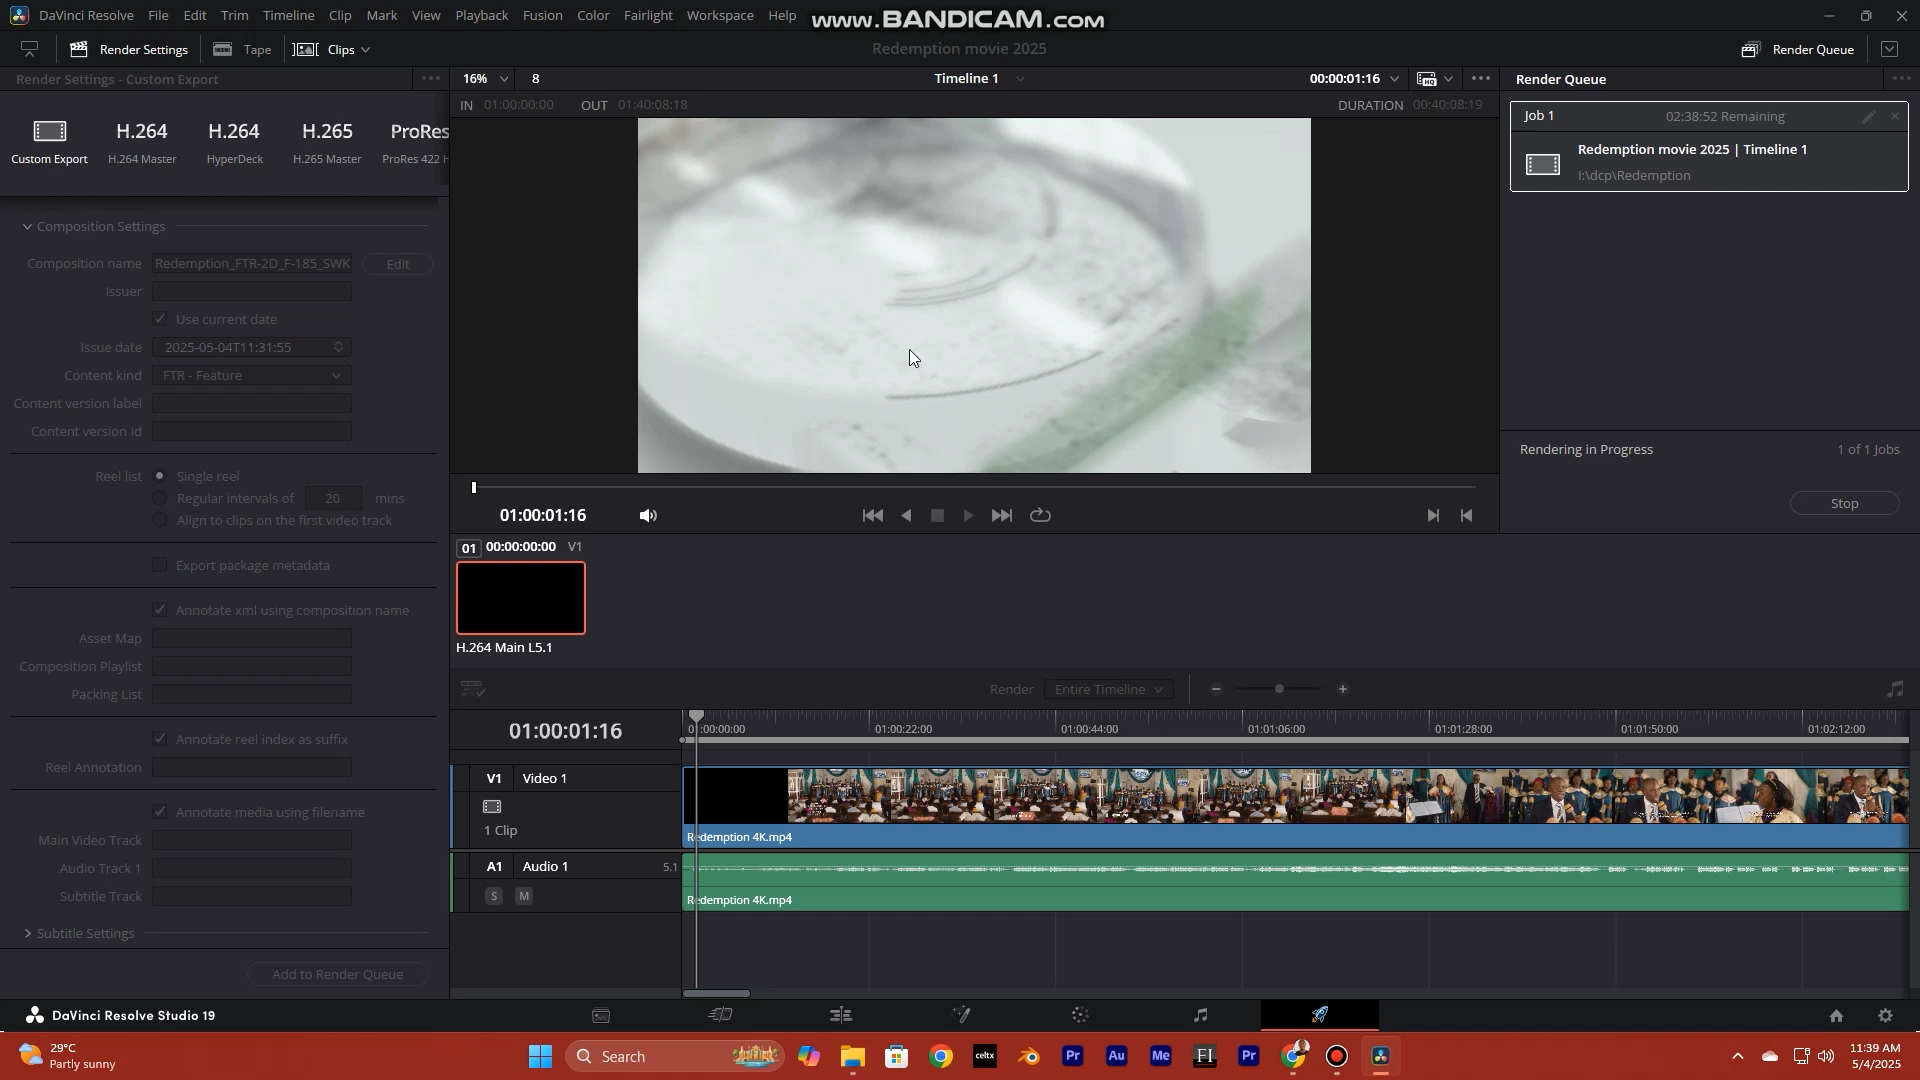 DaVinci Resolve File Edit Trim Timeline Clip Mark View Playback Fusion Color Fairlight Workspace Help
www.BANDICAM.com
Render Settings Tape Clips
Redemption movie 2025
Render Queue
Render Settings - Custom Export
16% 8 Timeline 1 00:00:01:16
Render Queue
IN 01:00:00:00 OUT 01:40:08:18 DURATION 00:40:08:19
Job 1 02:38:52 Remaining
Redemption movie 2025 | Timeline 1
I:\dcp\Redemption
H.264 H.264 H.265 ProRes
Custom Export H.264 Master HyperDeck H.265 Master ProRes 422 H
Composition Settings
Composition name Redemption_FTR-2D_F-185_SWK Edit
Issuer
Use current date
Issue date 2025-05-04T11:31:55
Content kind FTR - Feature
Content version label
Content version id
Reel list Single reel
Regular intervals of 20 mins
Align to clips on the first video track
Export package metadata
Annotate xml using composition name
Asset Map
Composition Playlist
Packing List
Annotate reel index as suffix
Reel Annotation
Annotate media using filename
Main Video Track
Audio Track 1
Subtitle Track
Subtitle Settings
Add to Render Queue
Rendering in Progress 1 of 1 Jobs
Stop
01:00:01:16
01 00:00:00:00 V1
H.264 Main L5.1
Render Entire Timeline
01:00:01:16
01:00:00:00 01:00:22:00 01:00:44:00 01:01:06:00 01:01:28:00 01:01:50:00 01:02:12:00
V1 Video 1
1 Clip
Redemption 4K.mp4
A1 Audio 1 5.1
S M
Redemption 4K.mp4
DaVinci Resolve Studio 19
29°C
Partly sunny
Search
celtx
Pr Au Me FI Pr
11:39 AM
5/4/2025